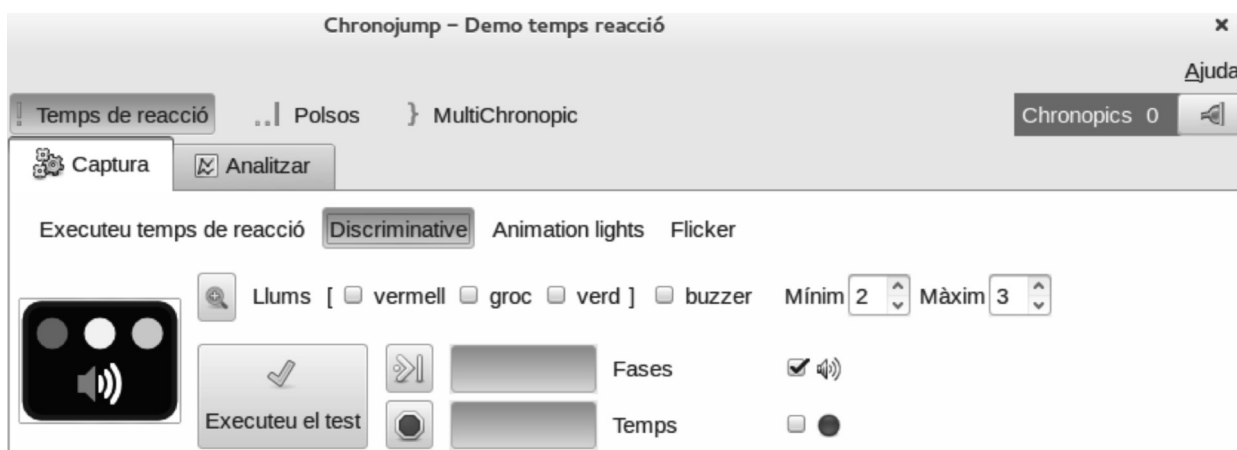 Chronojump – Demo temps reacció
Ajuda
Temps de reacció Polsos MultiChronopic Chronopics 0
Captura Analitzar
Executeu temps de reacció Discriminative Animation lights Flicker
Llums [ vermell groc verd ] buzzer Mínim 2 Màxim 3
Fases
Executeu el test Temps